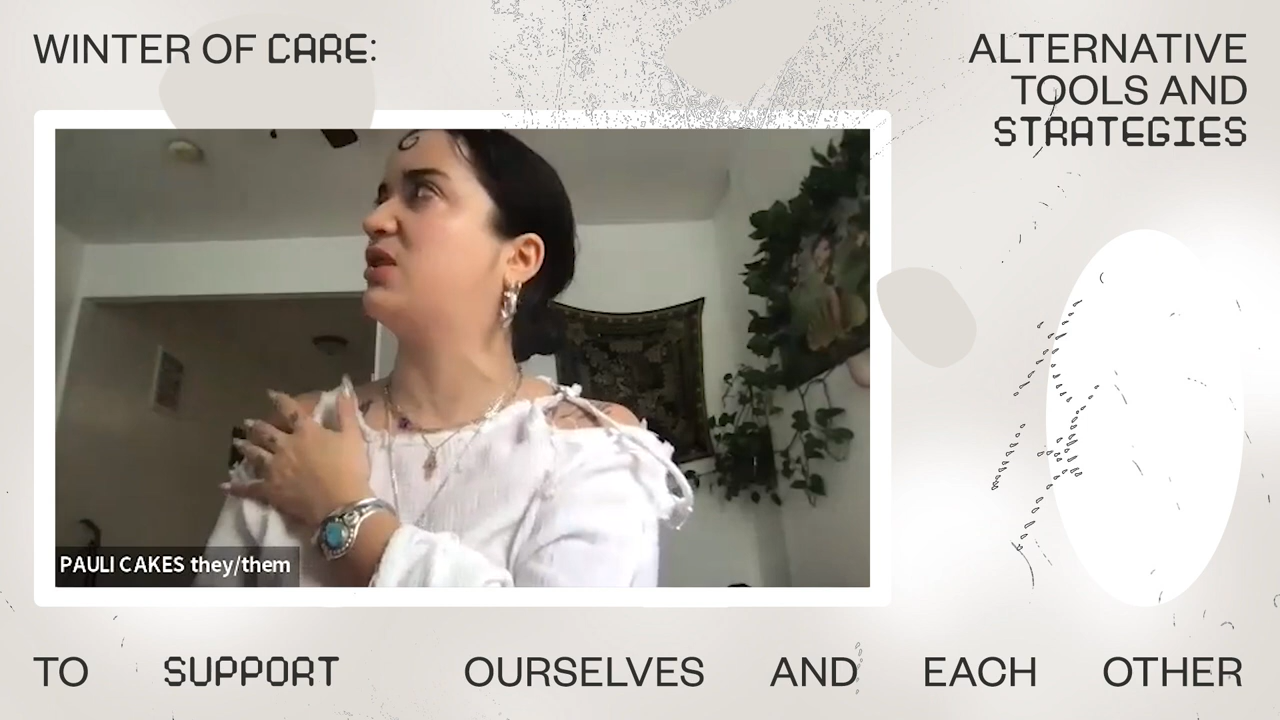 WINTER OF CARE:
ALTERNATIVE
TOOLS AND
STRATEGIES
PAULI CAKES they/them
TO SUPPORT OURSELVES AND EACH OTHER